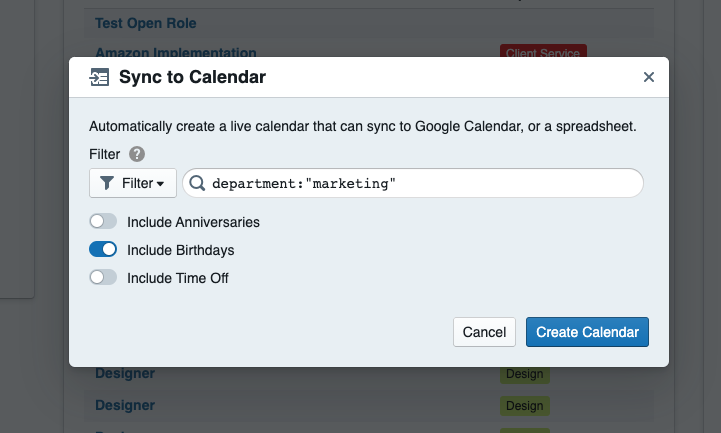 Test Open Role
Amazon Implementation
Client Service
Sync to Calendar
Automatically create a live calendar that can sync to Google Calendar, or a spreadsheet.
Filter ?
Filter
department:"marketing"
Include Anniversaries
Include Birthdays
Include Time Off
Cancel
Create Calendar
Designer
Design
Designer
Design